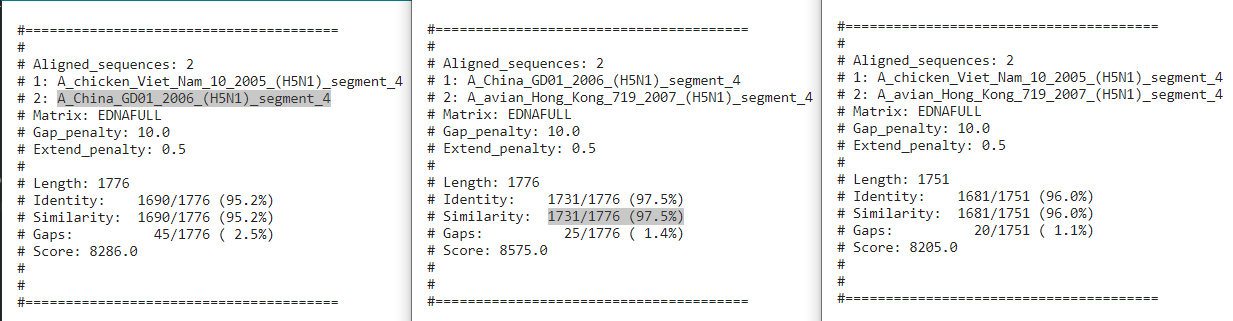 #=======================================
#
# Aligned_sequences: 2
# 1: A_chicken_Viet_Nam_10_2005_(H5N1)_segment_4
# 2: A_China_GD01_2006_(H5N1)_segment_4
# Matrix: EDNAFULL
# Gap_penalty: 10.0
# Extend_penalty: 0.5
#
# Length: 1776
# Identity:    1690/1776 (95.2%)
# Similarity:  1690/1776 (95.2%)
# Gaps:          45/1776 ( 2.5%)
# Score: 8286.0
#
#
#=======================================
#=======================================
#
# Aligned_sequences: 2
# 1: A_China_GD01_2006_(H5N1)_segment_4
# 2: A_avian_Hong_Kong_719_2007_(H5N1)_segment_4
# Matrix: EDNAFULL
# Gap_penalty: 10.0
# Extend_penalty: 0.5
#
# Length: 1776
# Identity:    1731/1776 (97.5%)
# Similarity:  1731/1776 (97.5%)
# Gaps:          25/1776 ( 1.4%)
# Score: 8575.0
#
#
#=======================================
#=======================================
#
# Aligned_sequences: 2
# 1: A_chicken_Viet_Nam_10_2005_(H5N1)_segment_4
# 2: A_avian_Hong_Kong_719_2007_(H5N1)_segment_4
# Matrix: EDNAFULL
# Gap_penalty: 10.0
# Extend_penalty: 0.5
#
# Length: 1751
# Identity:    1681/1751 (96.0%)
# Similarity:  1681/1751 (96.0%)
# Gaps:          20/1751 ( 1.1%)
# Score: 8205.0
#
#
#=======================================